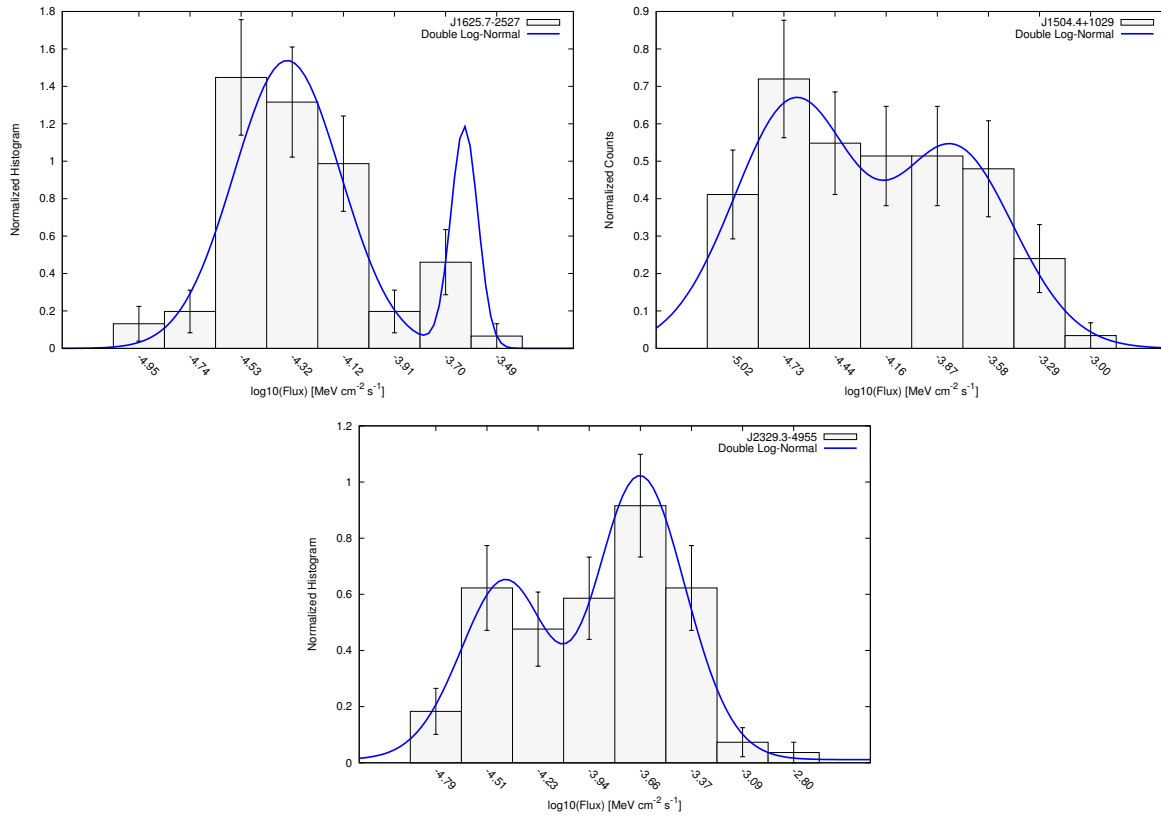 J1625.7-2527
Double Log-Normal
Normalized Histogram
1.8
1.6
1.4
1.2
1
0.8
0.6
0.4
0.2
0
-4.95 -4.74 -4.53 -4.32 -4.12 -3.91 -3.70 -3.49
log10(Flux) [MeV cm⁻² s⁻¹]
J1504.4+1029
Double Log-Normal
Normalized Counts
0.9
0.8
0.7
0.6
0.5
0.4
0.3
0.2
0.1
0
-5.02 -4.73 -4.44 -4.16 -3.87 -3.58 -3.29 -3.00
log10(Flux) [MeV cm⁻² s⁻¹]
J2329.3-4955
Double Log-Normal
Normalized Histogram
1.2
1
0.8
0.6
0.4
0.2
0
-4.79 -4.51 -4.23 -3.94 -3.66 -3.37 -3.09 -2.80
log10(Flux) [MeV cm⁻² s⁻¹]